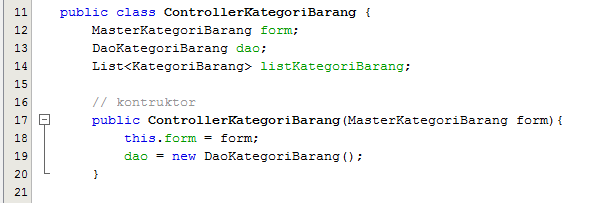 11 public class ControllerKategoriBarang {
12     MasterKategoriBarang form;
13     DaoKategoriBarang dao;
14     List<KategoriBarang> listKategoriBarang;
15
16     // kontruktor
17     public ControllerKategoriBarang(MasterKategoriBarang form){
18         this.form = form;
19         dao = new DaoKategoriBarang();
20     }
21